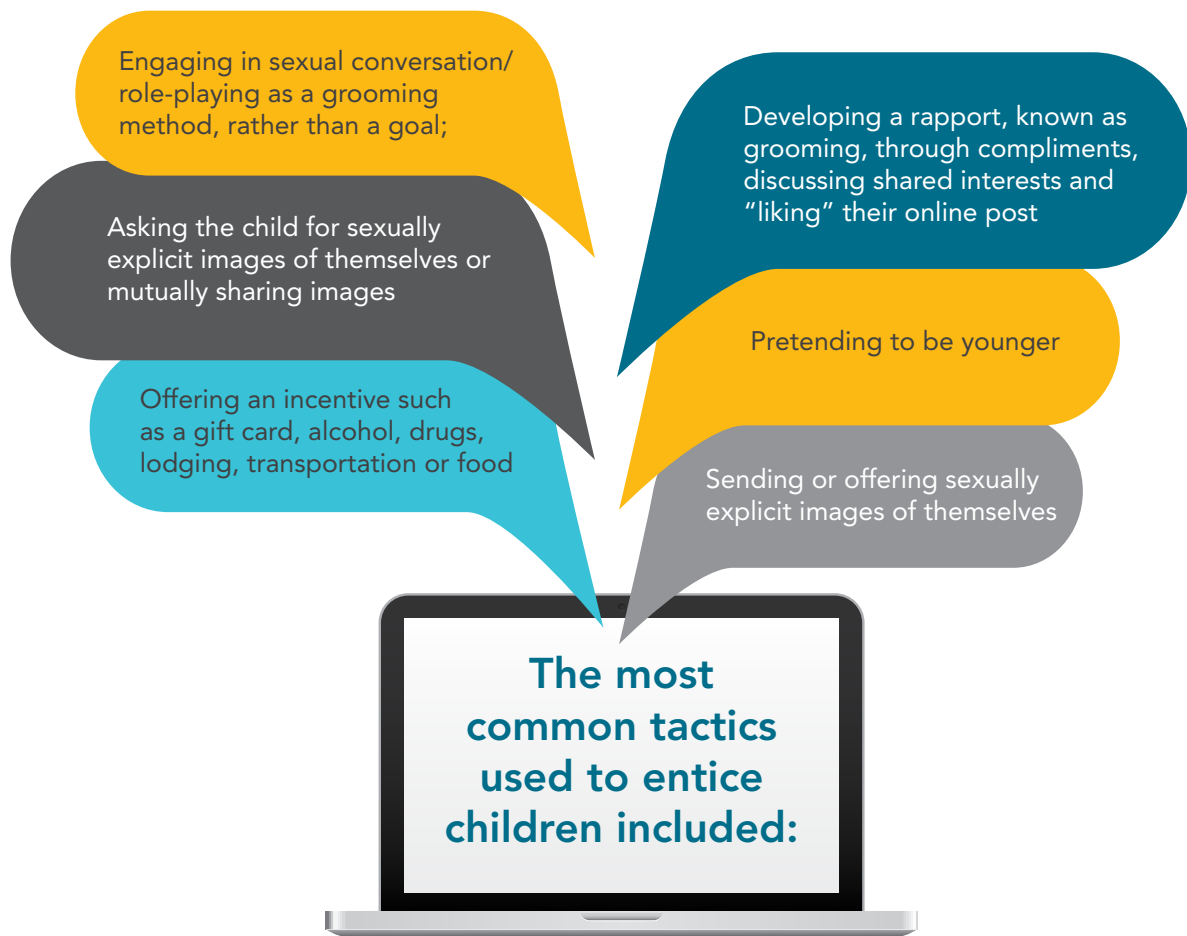 Engaging in sexual conversation/
role-playing as a grooming
method, rather than a goal;
Asking the child for sexually
explicit images of themselves or
mutually sharing images
Offering an incentive such
as a gift card, alcohol, drugs,
lodging, transportation or food
Developing a rapport, known as
grooming, through compliments,
discussing shared interests and
“liking” their online post
Pretending to be younger
Sending or offering sexually
explicit images of themselves
The most
common tactics
used to entice
children included: